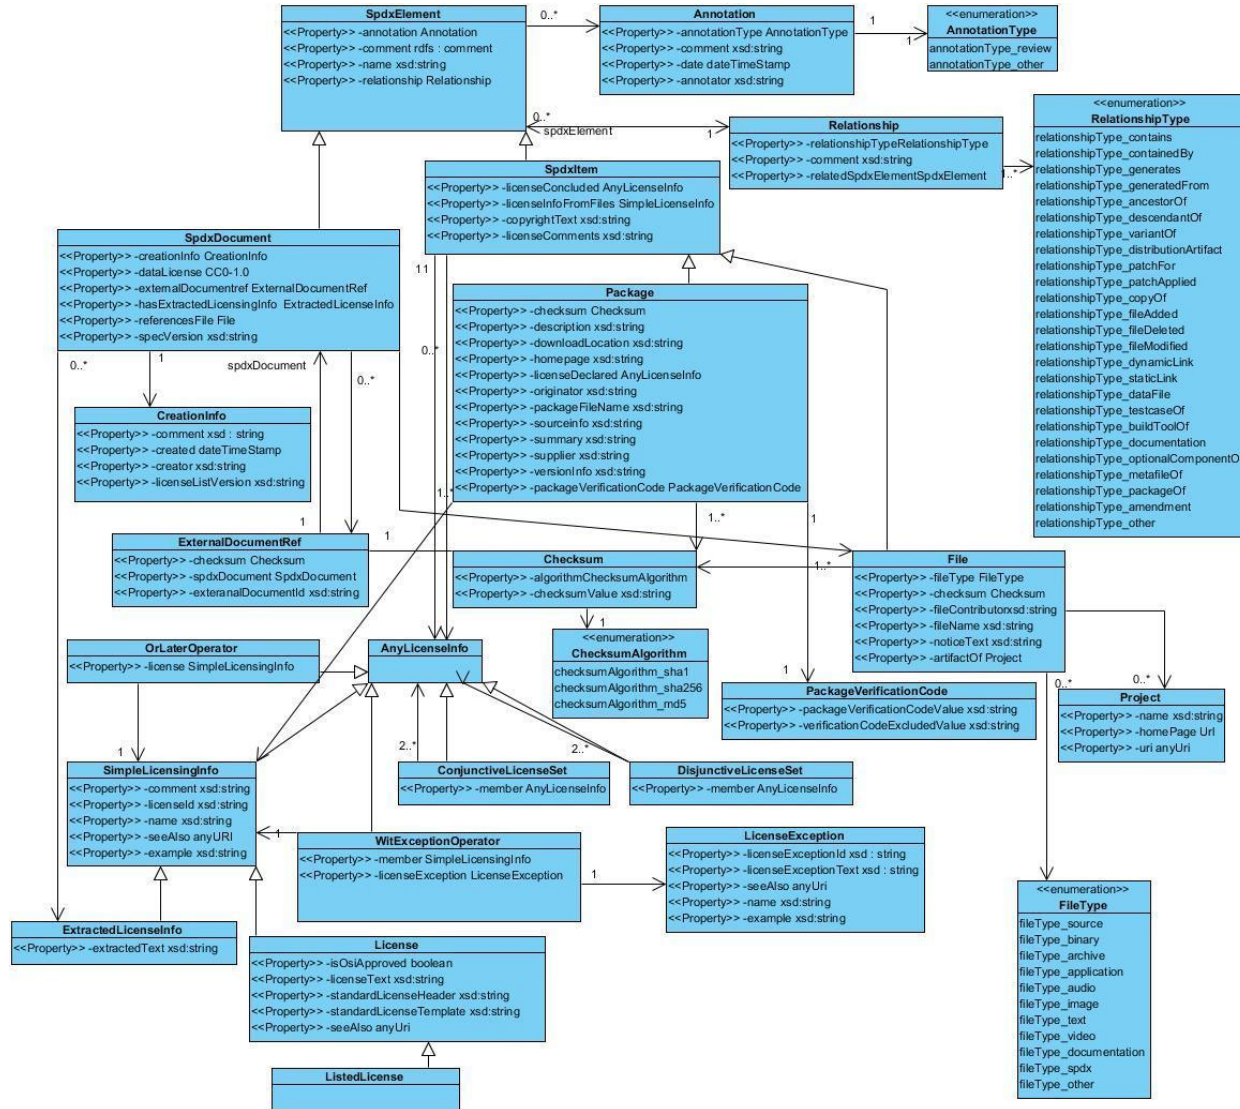 SpdxElement
<<Property>> -annotation Annotation
<<Property>> -comment rdfs : comment
<<Property>> -name xsd:string
<<Property>> -relationship Relationship
0..*
Annotation
<<Property>> -annotationType AnnotationType
<<Property>> -comment xsd:string
<<Property>> -date dateTimeStamp
<<Property>> -annotator xsd:string
1
1
<<enumeration>>
AnnotationType
annotationType_review
annotationType_other
0..*
spdxElement
1
Relationship
<<Property>> -relationshipTypeRelationshipType
<<Property>> -comment xsd:string
<<Property>> -relatedSpdxElementSpdxElement
1..*
<<enumeration>>
RelationshipType
relationshipType_contains
relationshipType_containedBy
relationshipType_generates
relationshipType_generatedFrom
relationshipType_ancestorOf
relationshipType_descendantOf
relationshipType_variantOf
relationshipType_distributionArtifact
relationshipType_patchFor
relationshipType_patchApplied
relationshipType_copyOf
relationshipType_fileAdded
relationshipType_fileDeleted
relationshipType_fileModified
relationshipType_dynamicLink
relationshipType_staticLink
relationshipType_dataFile
relationshipType_testcaseOf
relationshipType_buildToolOf
relationshipType_documentation
relationshipType_optionalComponentO
relationshipType_metafileOf
relationshipType_packageOf
relationshipType_amendment
relationshipType_other
SpdxItem
<<Property>> -licenseConcluded AnyLicenseInfo
<<Property>> -licenseInfoFromFiles SimpleLicenseInfo
<<Property>> -copyrightText xsd:string
<<Property>> -licenseComments xsd:string
11
0..*
1..*
SpdxDocument
<<Property>> -creationInfo CreationInfo
<<Property>> -dataLicense CC0-1.0
<<Property>> -externalDocumentref ExternalDocumentRef
<<Property>> -hasExtractedLicensingInfo ExtractedLicenseInfo
<<Property>> -referencesFile File
<<Property>> -specVersion xsd:string
0..*
1
spdxDocument
0..*
Package
<<Property>> -checksum Checksum
<<Property>> -description xsd:string
<<Property>> -downloadLocation xsd:string
<<Property>> -homepage xsd:string
<<Property>> -licenseDeclared AnyLicenseInfo
<<Property>> -originator xsd:string
<<Property>> -packageFileName xsd:string
<<Property>> -sourceinfo xsd:string
<<Property>> -summary xsd:string
<<Property>> -supplier xsd:string
<<Property>> -versionInfo xsd:string
<<Property>> -packageVerificationCode PackageVerificationCode
1..*
1
CreationInfo
<<Property>> -comment xsd : string
<<Property>> -created dateTimeStamp
<<Property>> -creator xsd:string
<<Property>> -licenseListVersion xsd:string
1
ExternalDocumentRef
<<Property>> -checksum Checksum
<<Property>> -spdxDocument SpdxDocument
<<Property>> -exteranalDocumentId xsd:string
1
Checksum
<<Property>> -algorithmChecksumAlgorithm
<<Property>> -checksumValue xsd:string
1..*
1
File
<<Property>> -fileType FileType
<<Property>> -checksum Checksum
<<Property>> -fileContributorxsd:string
<<Property>> -fileName xsd:string
<<Property>> -noticeText xsd:string
<<Property>> -artifactOf Project
0..*
0..*
<<enumeration>>
ChecksumAlgorithm
checksumAlgorithm_sha1
checksumAlgorithm_sha256
checksumAlgorithm_md5
OrLaterOperator
<<Property>> -license SimpleLicensingInfo
1
AnyLicenseInfo
1
PackageVerificationCode
<<Property>> -packageVerificationCodeValue xsd:string
<<Property>> -verificationCodeExcludedValue xsd:string
Project
<<Property>> -name xsd:string
<<Property>> -homePage Url
<<Property>> -uri anyUri
2..*
2..*
SimpleLicensingInfo
<<Property>> -comment xsd:string
<<Property>> -licenseId xsd:string
<<Property>> -name xsd:string
<<Property>> -seeAlso anyURI
<<Property>> -example xsd:string
ConjunctiveLicenseSet
<<Property>> -member AnyLicenseInfo
DisjunctiveLicenseSet
<<Property>> -member AnyLicenseInfo
1
WitExceptionOperator
<<Property>> -member SimpleLicensingInfo
<<Property>> -licenseException LicenseException
1
LicenseException
<<Property>> -licenseExceptionId xsd : string
<<Property>> -licenseExceptionText xsd : string
<<Property>> -seeAlso anyUri
<<Property>> -name xsd:string
<<Property>> -example xsd:string
<<enumeration>>
FileType
fileType_source
fileType_binary
fileType_archive
fileType_application
fileType_audio
fileType_image
fileType_text
fileType_video
fileType_documentation
fileType_spdx
fileType_other
ExtractedLicenseInfo
<<Property>> -extractedText xsd:string
License
<<Property>> -isOsiApproved boolean
<<Property>> -licenseText xsd:string
<<Property>> -standardLicenseHeader xsd:string
<<Property>> -standardLicenseTemplate xsd:string
<<Property>> -seeAlso anyUri
ListedLicense